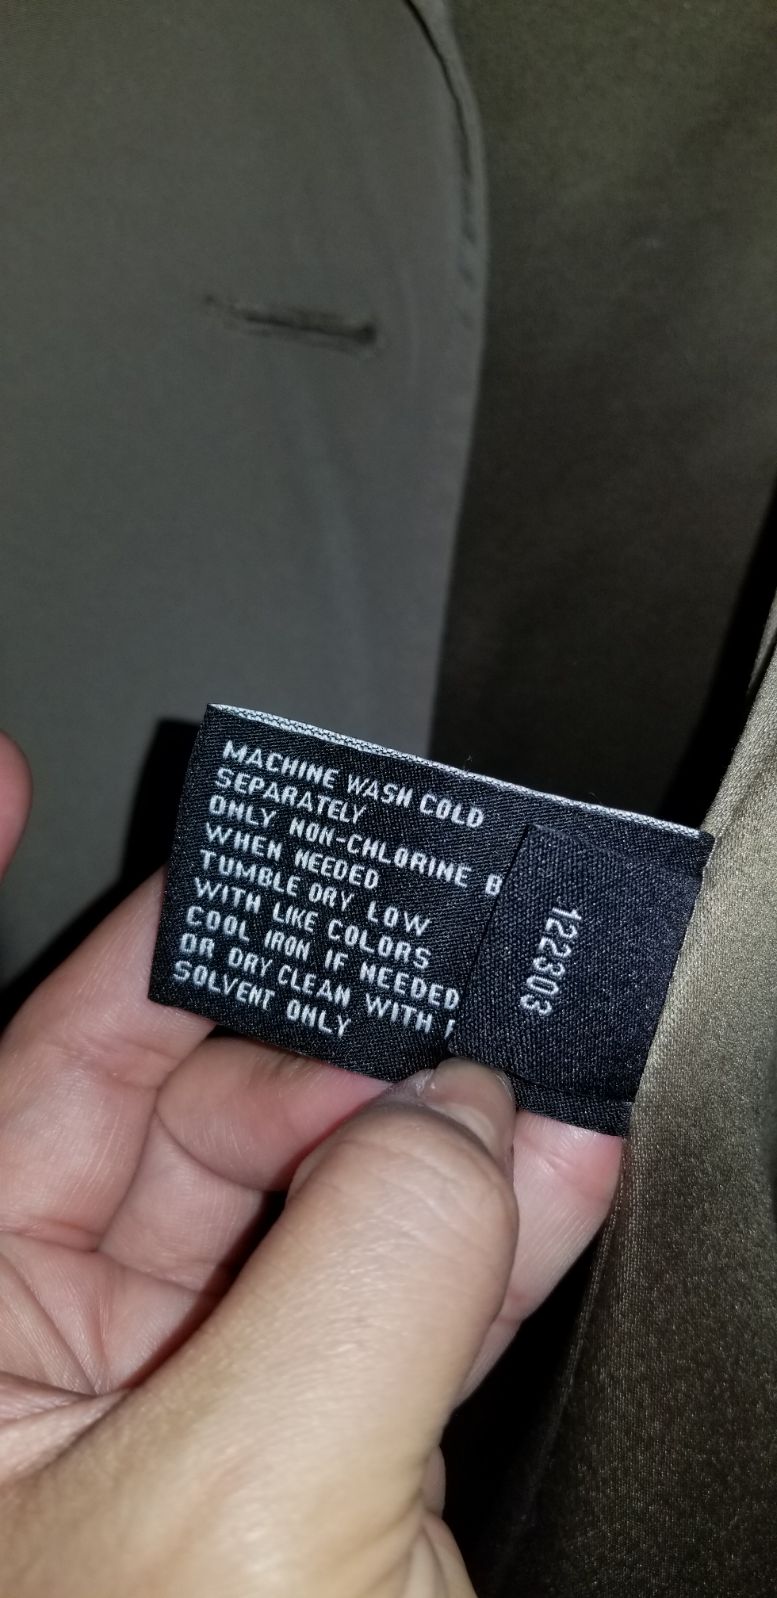 MACHINE WASH COLD
SEPARATELY
ONLY NON-CHLORINE B
WHEN NEEDED
TUMBLE DRY LOW
WITH LIKE COLORS
COOL IRON IF NEEDED
OR DRY CLEAN WITH
SOLVENT ONLY
122303